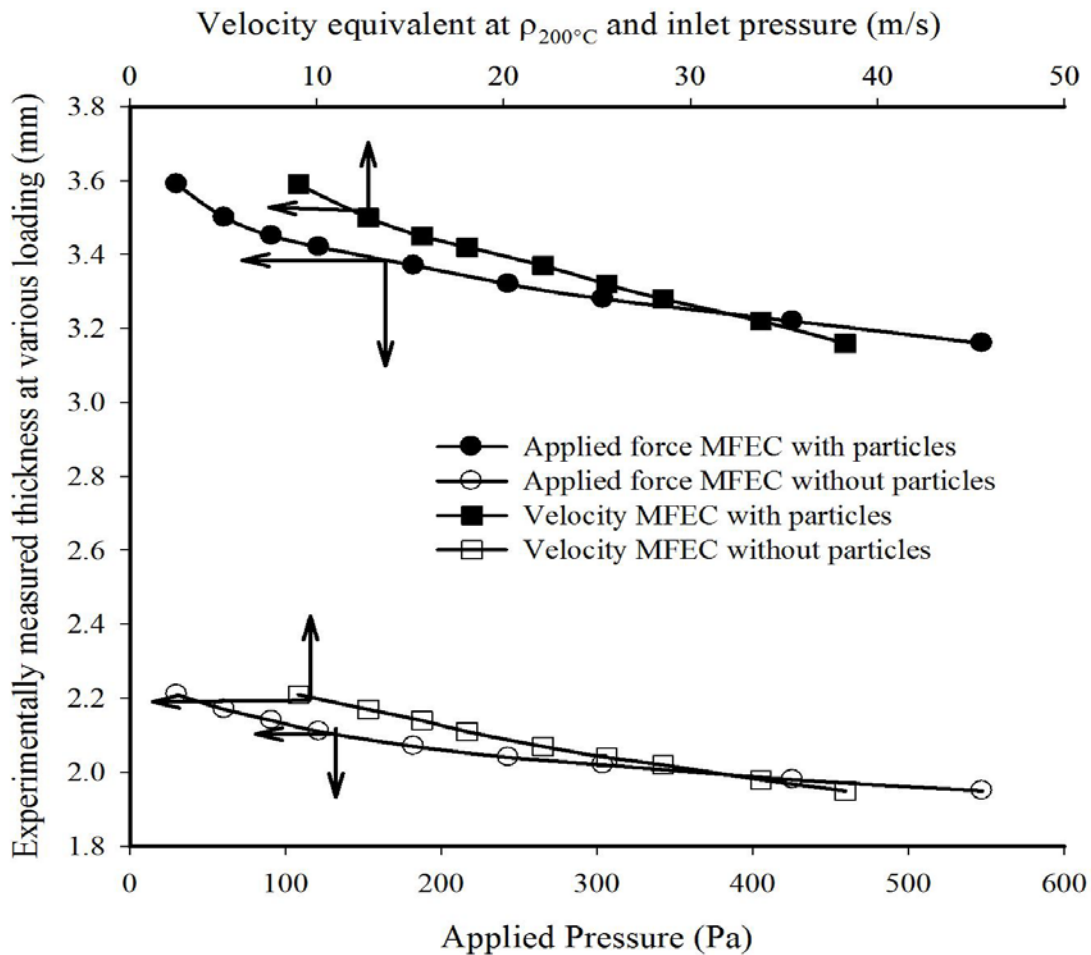 Velocity equivalent at ρ200°C and inlet pressure (m/s)
0 10 20 30 40 50
Experimentally measured thickness at various loading (mm)
3.8
3.6
3.4
3.2
3.0
2.8
2.6
2.4
2.2
2.0
1.8
Applied force MFEC with particles
Applied force MFEC without particles
Velocity MFEC with particles
Velocity MFEC without particles
0 100 200 300 400 500 600
Applied Pressure (Pa)